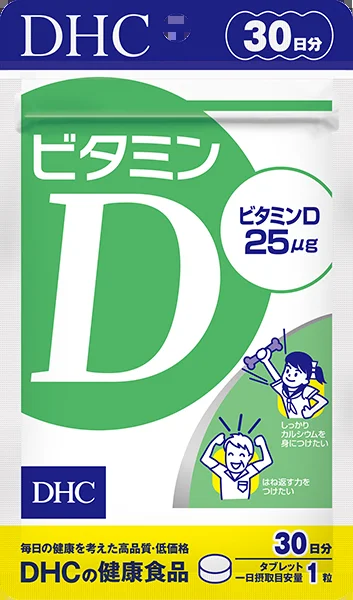 DHC
30日分
ビタミン
D
ビタミンD
25μg
しっかり
カルシウムを
身につけたい
はね返す力を
つけたい
DHC
毎日の健康を考えた高品質・低価格
DHCの健康食品
30日分
タブレット
一日摂取目安量 1粒